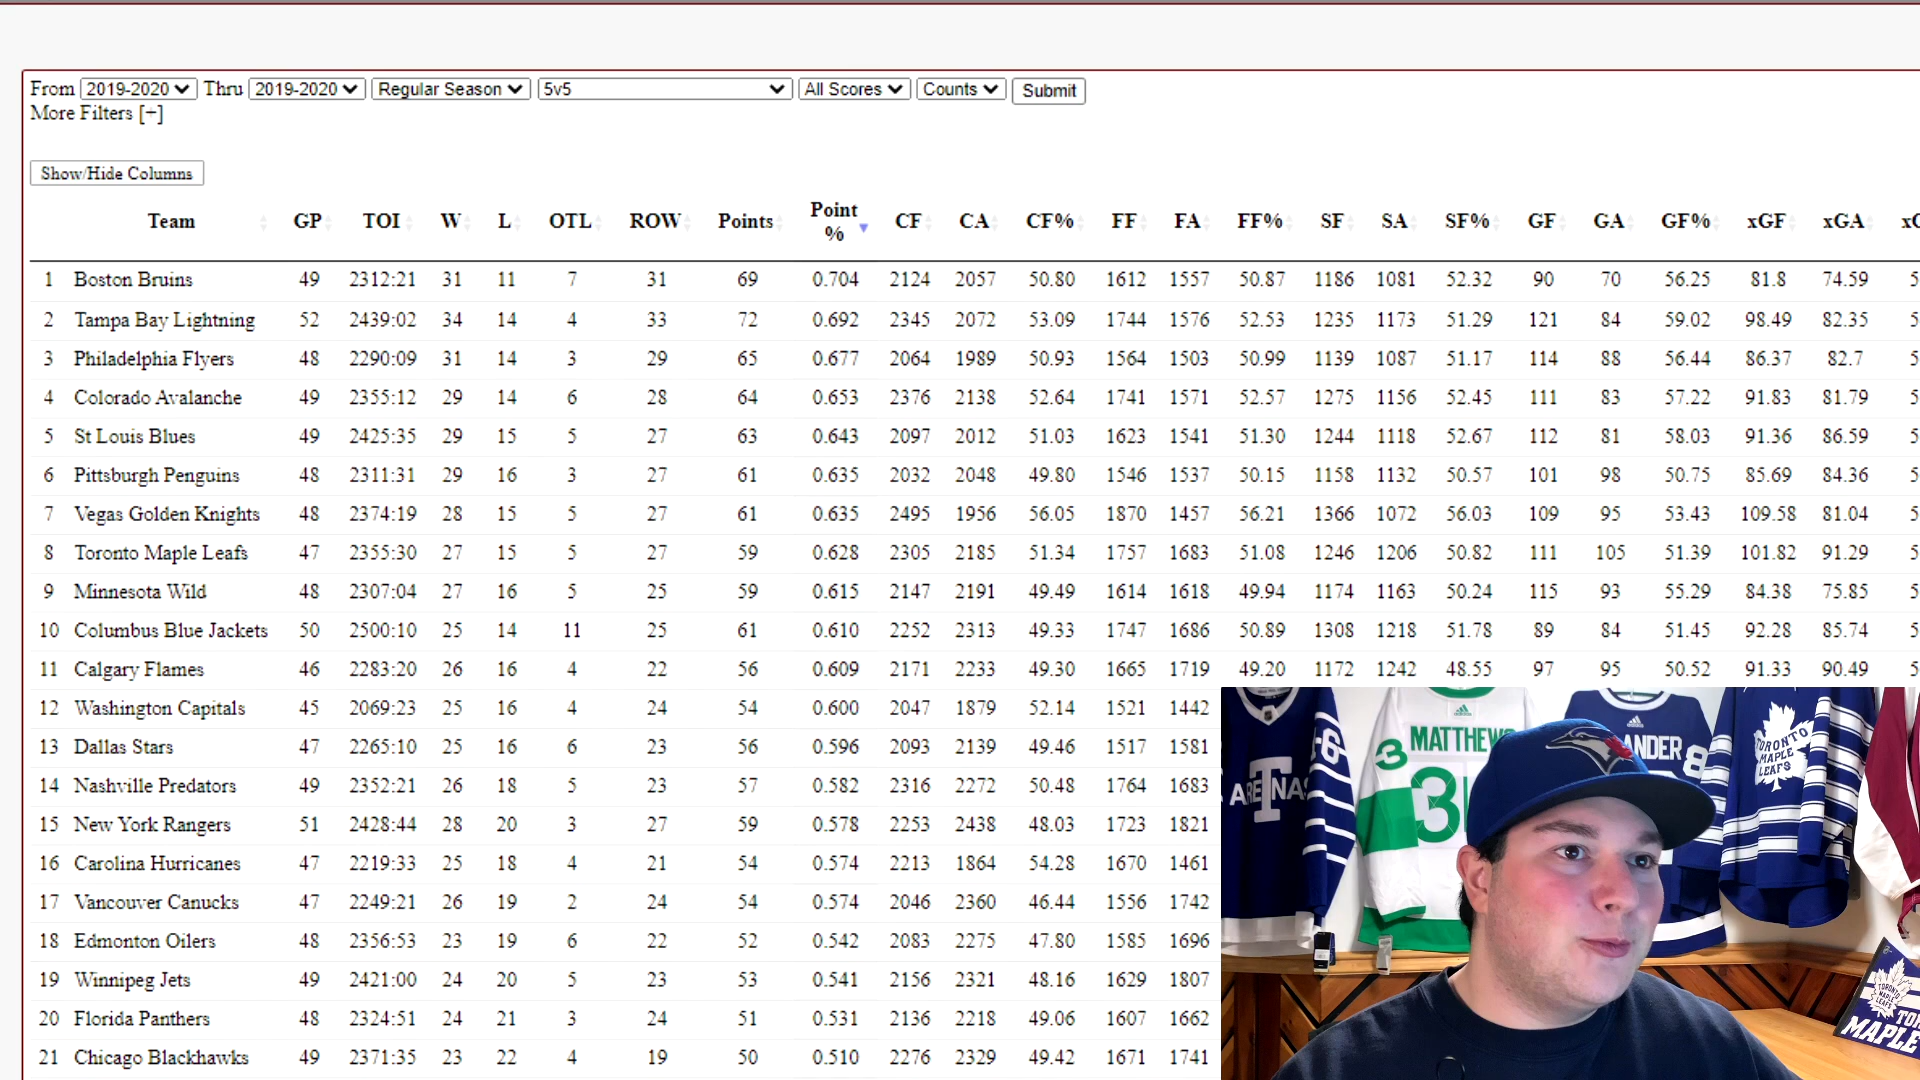 From 2019-2020 Thru 2019-2020 Regular Season 5v5 All Scores Counts Submit
More Filters [+]
Show/Hide Columns
Team GP TOI W L OTL ROW Points Point % CF CA CF% FF FA FF% SF SA SF% GF GA GF% xGF xGA
1 Boston Bruins 49 2312:21 31 11 7 31 69 0.704 2124 2057 50.80 1612 1557 50.87 1186 1081 52.32 90 70 56.25 81.8 74.59 5
2 Tampa Bay Lightning 52 2439:02 34 14 4 33 72 0.692 2345 2072 53.09 1744 1576 52.53 1235 1173 51.29 121 84 59.02 98.49 82.35 5
3 Philadelphia Flyers 48 2290:09 31 14 3 29 65 0.677 2064 1989 50.93 1564 1503 50.99 1139 1087 51.17 114 88 56.44 86.37 82.7 5
4 Colorado Avalanche 49 2355:12 29 14 6 28 64 0.653 2376 2138 52.64 1741 1571 52.57 1275 1156 52.45 111 83 57.22 91.83 81.79 5
5 St Louis Blues 49 2425:35 29 15 5 27 63 0.643 2097 2012 51.03 1623 1541 51.30 1244 1118 52.67 112 81 58.03 91.36 86.59 5
6 Pittsburgh Penguins 48 2311:31 29 16 3 27 61 0.635 2032 2048 49.80 1546 1537 50.15 1158 1132 50.57 101 98 50.75 85.69 84.36 5
7 Vegas Golden Knights 48 2374:19 28 15 5 27 61 0.635 2495 1956 56.05 1870 1457 56.21 1366 1072 56.03 109 95 53.43 109.58 81.04 5
8 Toronto Maple Leafs 47 2355:30 27 15 5 27 59 0.628 2305 2185 51.34 1757 1683 51.08 1246 1206 50.82 111 105 51.39 101.82 91.29 5
9 Minnesota Wild 48 2307:04 27 16 5 25 59 0.615 2147 2191 49.49 1614 1618 49.94 1174 1163 50.24 115 93 55.29 84.38 75.85 5
10 Columbus Blue Jackets 50 2500:10 25 14 11 25 61 0.610 2252 2313 49.33 1747 1686 50.89 1308 1218 51.78 89 84 51.45 92.28 85.74 5
11 Calgary Flames 46 2283:20 26 16 4 22 56 0.609 2171 2233 49.30 1665 1719 49.20 1172 1242 48.55 97 95 50.52 91.33 90.49 5
12 Washington Capitals 45 2069:23 25 16 4 24 54 0.600 2047 1879 52.14 1521 1442
13 Dallas Stars 47 2265:10 25 16 6 23 56 0.596 2093 2139 49.46 1517 1581
14 Nashville Predators 49 2352:21 26 18 5 23 57 0.582 2316 2272 50.48 1764 1683
15 New York Rangers 51 2428:44 28 20 3 27 59 0.578 2253 2438 48.03 1723 1821
16 Carolina Hurricanes 47 2219:33 25 18 4 21 54 0.574 2213 1864 54.28 1670 1461
17 Vancouver Canucks 47 2249:21 26 19 2 24 54 0.574 2046 2360 46.44 1556 1742
18 Edmonton Oilers 48 2356:53 23 19 6 22 52 0.542 2083 2275 47.80 1585 1696
19 Winnipeg Jets 49 2421:00 24 20 5 23 53 0.541 2156 2321 48.16 1629 1807
20 Florida Panthers 48 2324:51 24 21 3 24 51 0.531 2136 2218 49.06 1607 1662
21 Chicago Blackhawks 49 2371:35 23 22 4 19 50 0.510 2276 2329 49.42 1671 1741
ARENAS
T
MATTHEWS
3
ANDER
8
TORONTO
MAPLE
LEAFS
TORONTO
MAPLE
LEAFS
MAPLE